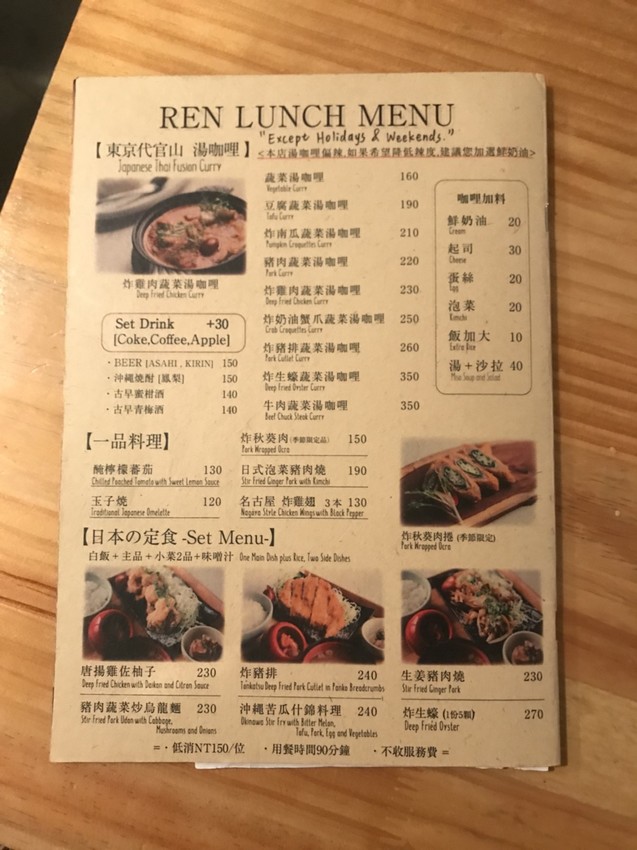 REN LUNCH MENU
"Except Holidays & Weekends."
【東京代官山 湯咖哩】
Japanese Thai Fusion Curry
<本店湯咖哩偏辣,如果希望降低辣度,建議您加選鮮奶油>
炸雞肉蔬菜湯咖哩
Deep Fried Chicken Curry
Set Drink +30
[Coke,Coffee,Apple]
・BEER [ASAHI , KIRIN] 150
・沖縄燒酎 [鳳梨] 150
・古早蜜柑酒 140
・古早青梅酒 140
蔬菜湯咖哩 160
Vegetable Curry
豆腐蔬菜湯咖哩 190
Tofu Curry
炸南瓜蔬菜湯咖哩 210
Pumpkin Croquettes Curry
豬肉蔬菜湯咖哩 220
Pork Curry
炸雞肉蔬菜湯咖哩 230
Deep Fried Chicken Curry
炸奶油蟹爪蔬菜湯咖哩 250
Crab Croquettes Curry
炸豬排蔬菜湯咖哩 260
Pork Cutlet Curry
炸生蠔蔬菜湯咖哩 350
Deep Fried Oyster Curry
牛肉蔬菜湯咖哩 350
Beef Chuck Steak Curry
咖哩加料
鮮奶油 20
Cream
起司 30
Cheese
蛋絲 20
Egg
泡菜 20
Kimchi
飯加大 10
Extra Rice
湯+沙拉 40
Miso Soup and Salad
【一品料理】
醃檸檬蕃茄 130
Chilled Poached Tomato with Sweet Lemon Sauce
玉子燒 120
Traditional Japanese Omelette
炸秋葵肉 (季節限定品) 150
Pork Wrapped Ocra
日式泡菜豬肉燒 190
Stir Fried Ginger Pork with Kimchi
名古屋 炸雞翅 3本 130
Nagoya Style Chicken Wings with Black Pepper
炸秋葵肉捲 (季節限定)
Pork Wrapped Ocra
【日本の定食 -Set Menu-】
白飯+主品+小菜2品+味噌汁 One Main Dish plus Rice, Two Side Dishes
唐揚雞佐柚子 230
Deep Fried Chicken with Daikon and Citron Sauce
炸豬排 240
Tonkatsu Deep Fried Pork Cutlet in Panko Breadcrumbs
生姜豬肉燒 230
Stir Fried Ginger Pork
豬肉蔬菜炒烏龍麵 230
Stir Fried Pork Udon with Cabbage,
Mushrooms and Onions
沖繩苦瓜什錦料理 240
Okinawa Stir Fry with Bitter Melon,
Tofu, Pork, Egg and Vegetables
炸生蠔 (1份5顆) 270
Deep Fried Oyster
=・低消NT150/位 ・用餐時間90分鐘 ・不收服務費=